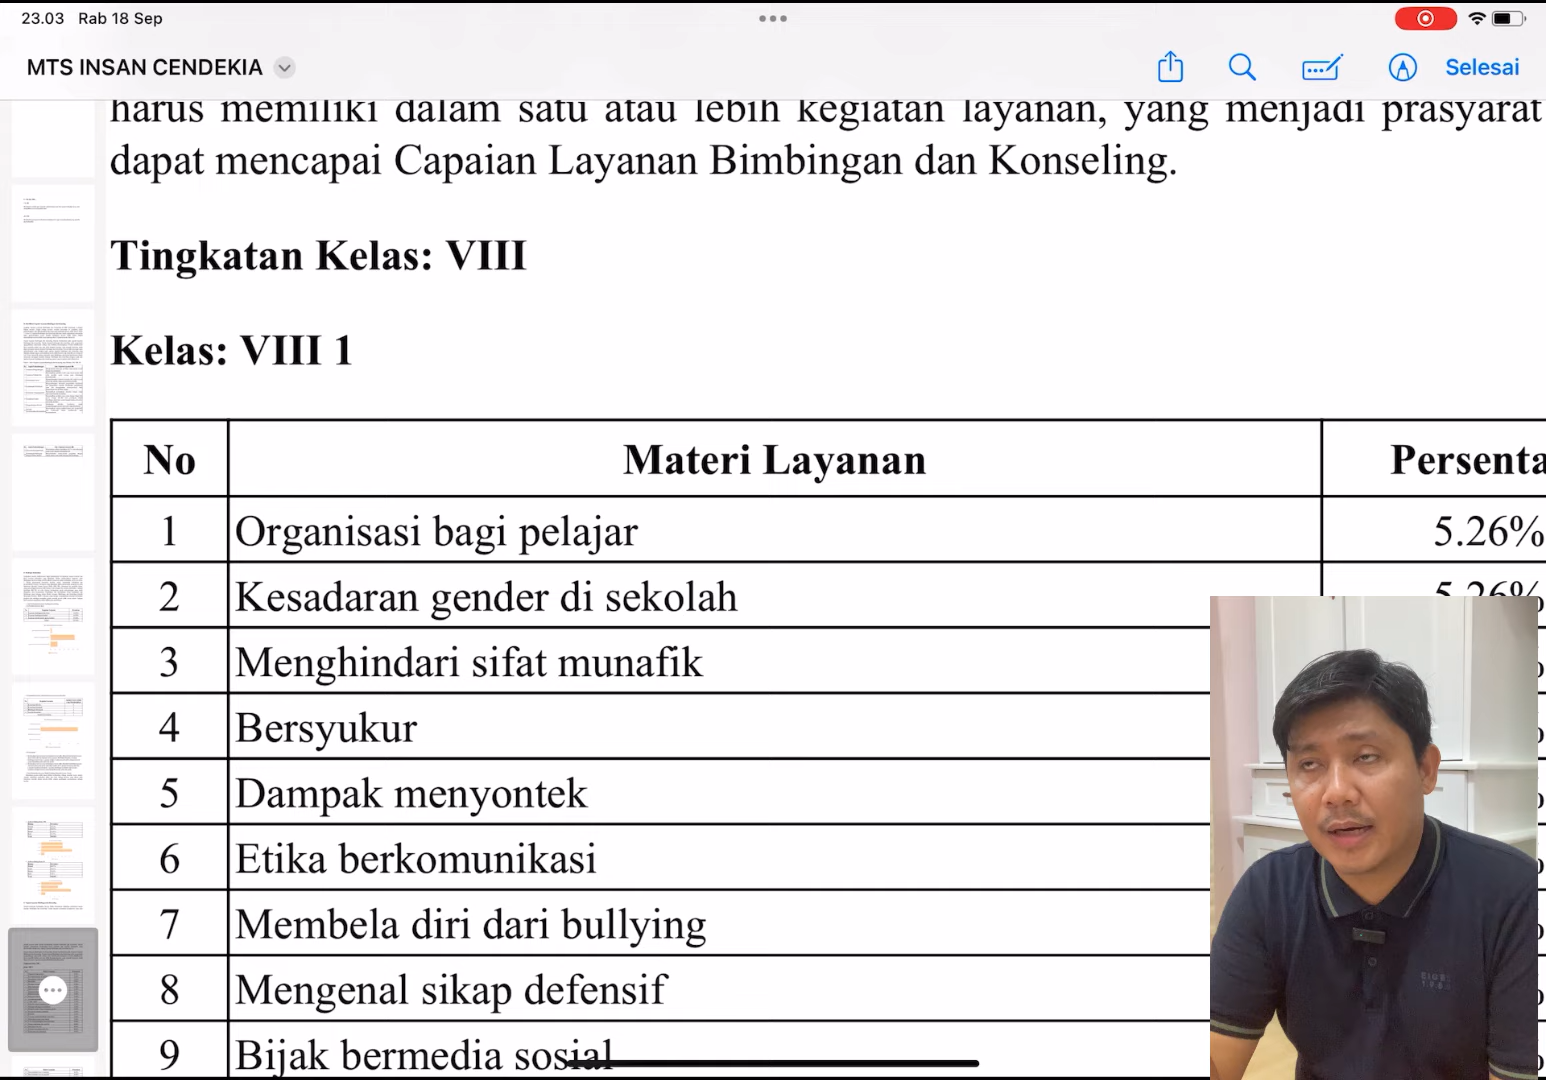 23.03 Rab 18 Sep
MTS INSAN CENDEKIA
Selesai
harus memiliki dalam satu atau lebih kegiatan layanan, yang menjadi prasyarat
dapat mencapai Capaian Layanan Bimbingan dan Konseling.
Tingkatan Kelas: VIII
Kelas: VIII 1
No Materi Layanan Persenta
1 Organisasi bagi pelajar 5.26%
2 Kesadaran gender di sekolah 5.26%
3 Menghindari sifat munafik
4 Bersyukur
5 Dampak menyontek
6 Etika berkomunikasi
7 Membela diri dari bullying
8 Mengenal sikap defensif
9 Bijak bermedia sosial